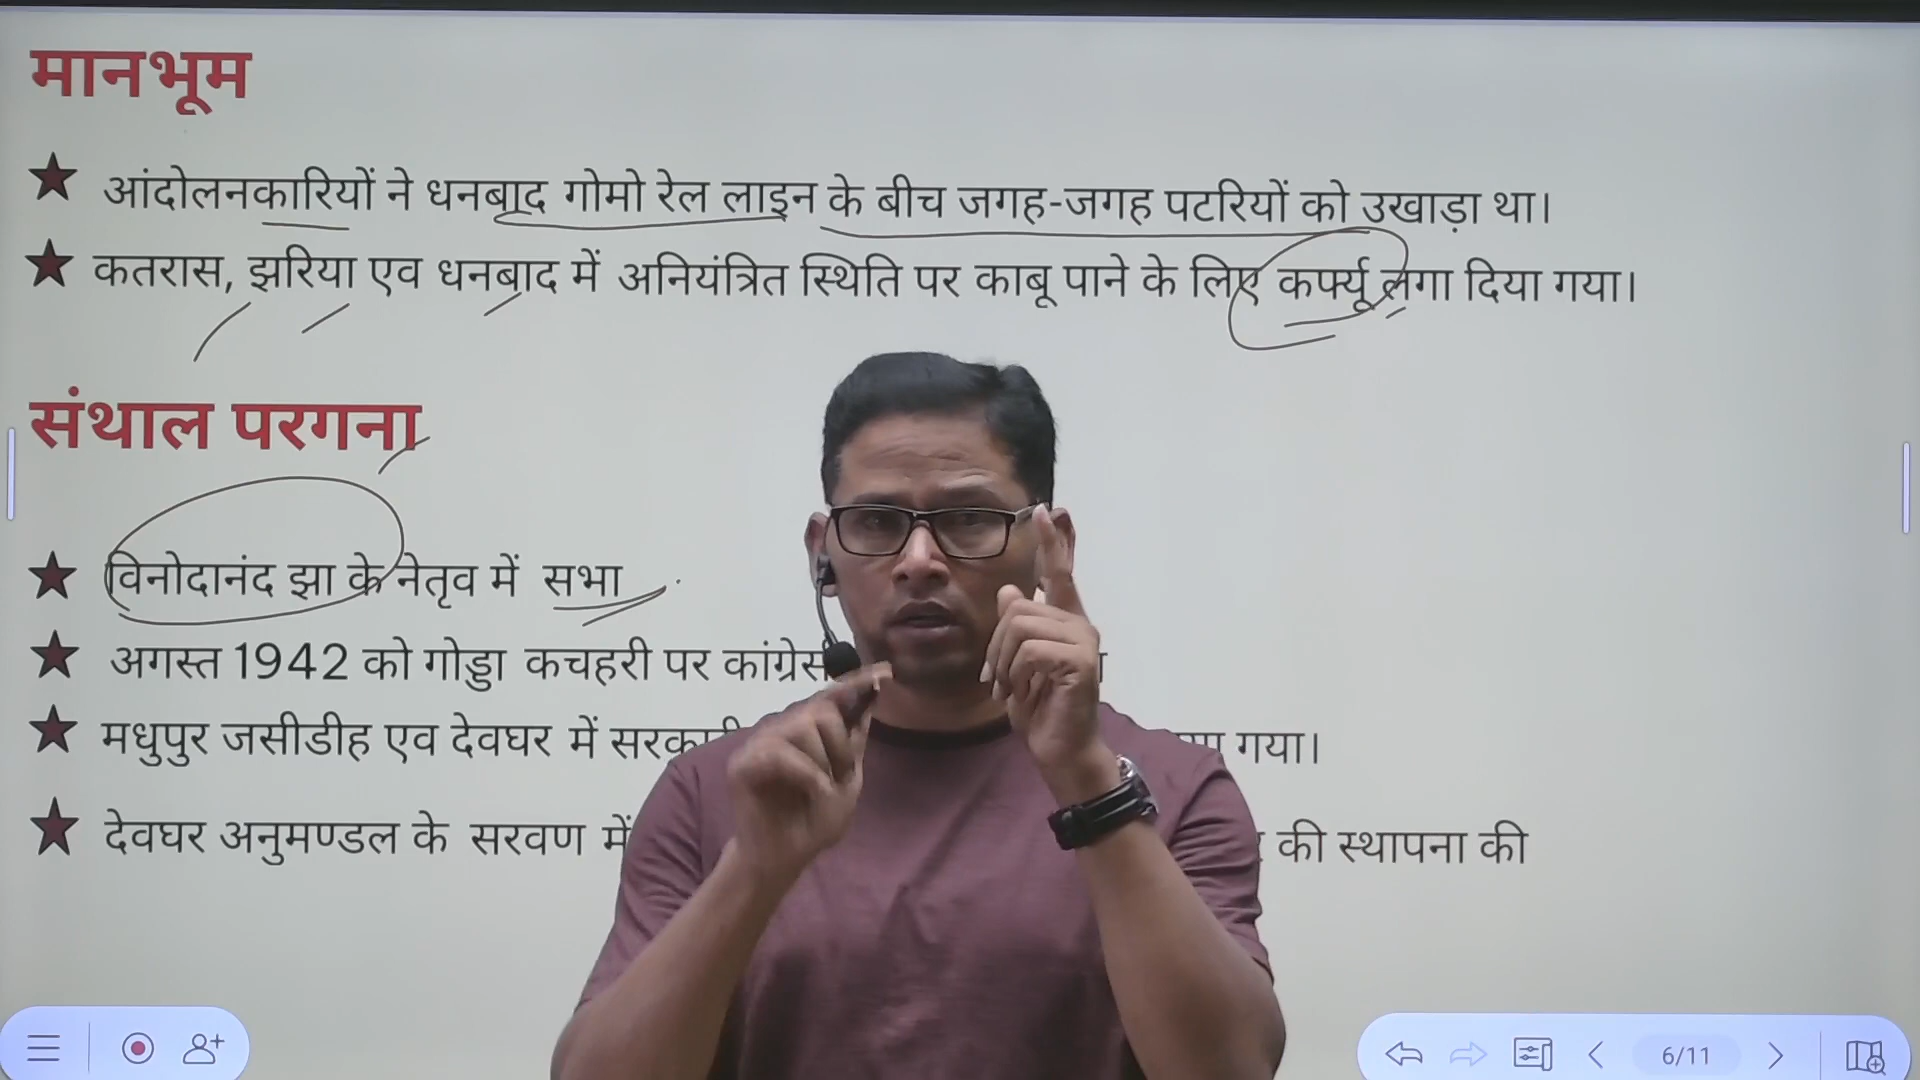 मानभूम
★ आंदोलनकारियों ने धनबाद गोमो रेल लाइन के बीच जगह-जगह पटरियों को उखाड़ा था।
★ कतरास, झरिया एव धनबाद में अनियंत्रित स्थिति पर काबू पाने के लिए कर्फ्यू लगा दिया गया।
संथाल परगना
★ विनोदानंद झा के नेतृव में सभा
★ अगस्त 1942 को गोड्डा कचहरी पर
★ मधुपुर जसीडीह एव देवघर में गया।
★ देवघर अनुमण्डल के सरवण में की स्थापना की
6/11